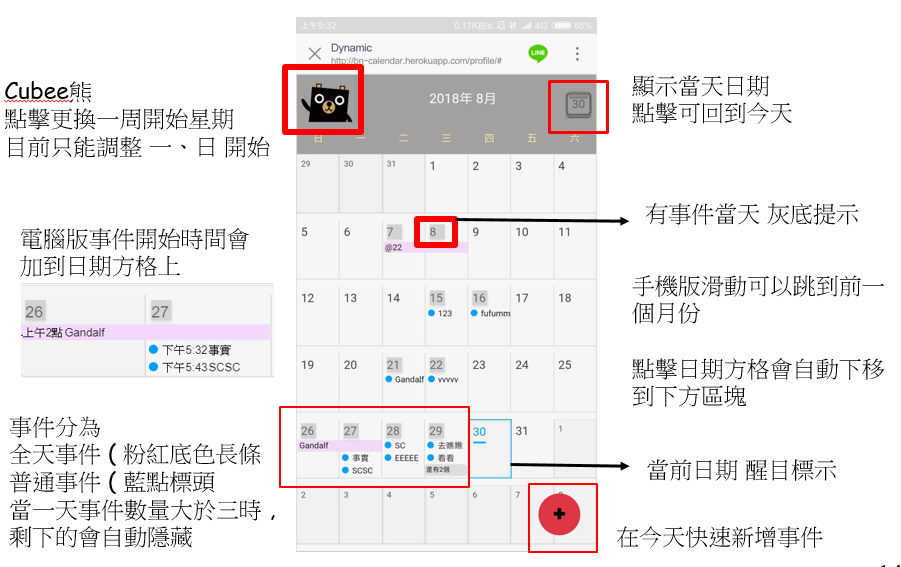 上午9:32
0.17KB/s
4G
88%
Dynamic
http://bn-calendar.herokuapp.com/profile/#
LINE
Cubee熊
點擊更換一周開始星期
目前只能調整 一、日 開始
2018年 8月
30
顯示當天日期
點擊可回到今天
日 一 二 三 四 五 六
29 30 31 1 2 3 4
5 6 7 8 9 10 11
@22
有事件當天 灰底提示
電腦版事件開始時間會
加到日期方格上
26 27
上午2點 Gandalf
下午5:32事實
下午5:43SCSC
12 13 14 15 16 17 18
123
fufumm
手機版滑動可以跳到前一
個月份
19 20 21 22 23 24 25
Gandalf
vvvvv
點擊日期方格會自動下移
到下方區塊
事件分為
全天事件 ( 粉紅底色長條
普通事件 ( 藍點標頭
當一天事件數量大於三時 ,
剩下的會自動隱藏
26 27 28 29 30 31 1
Gandalf
SC
去瞧瞧
事實
EEEEE
看看
SCSC
還有2個
當前日期 醒目標示
2 3 4 5 6 7
+
在今天快速新增事件